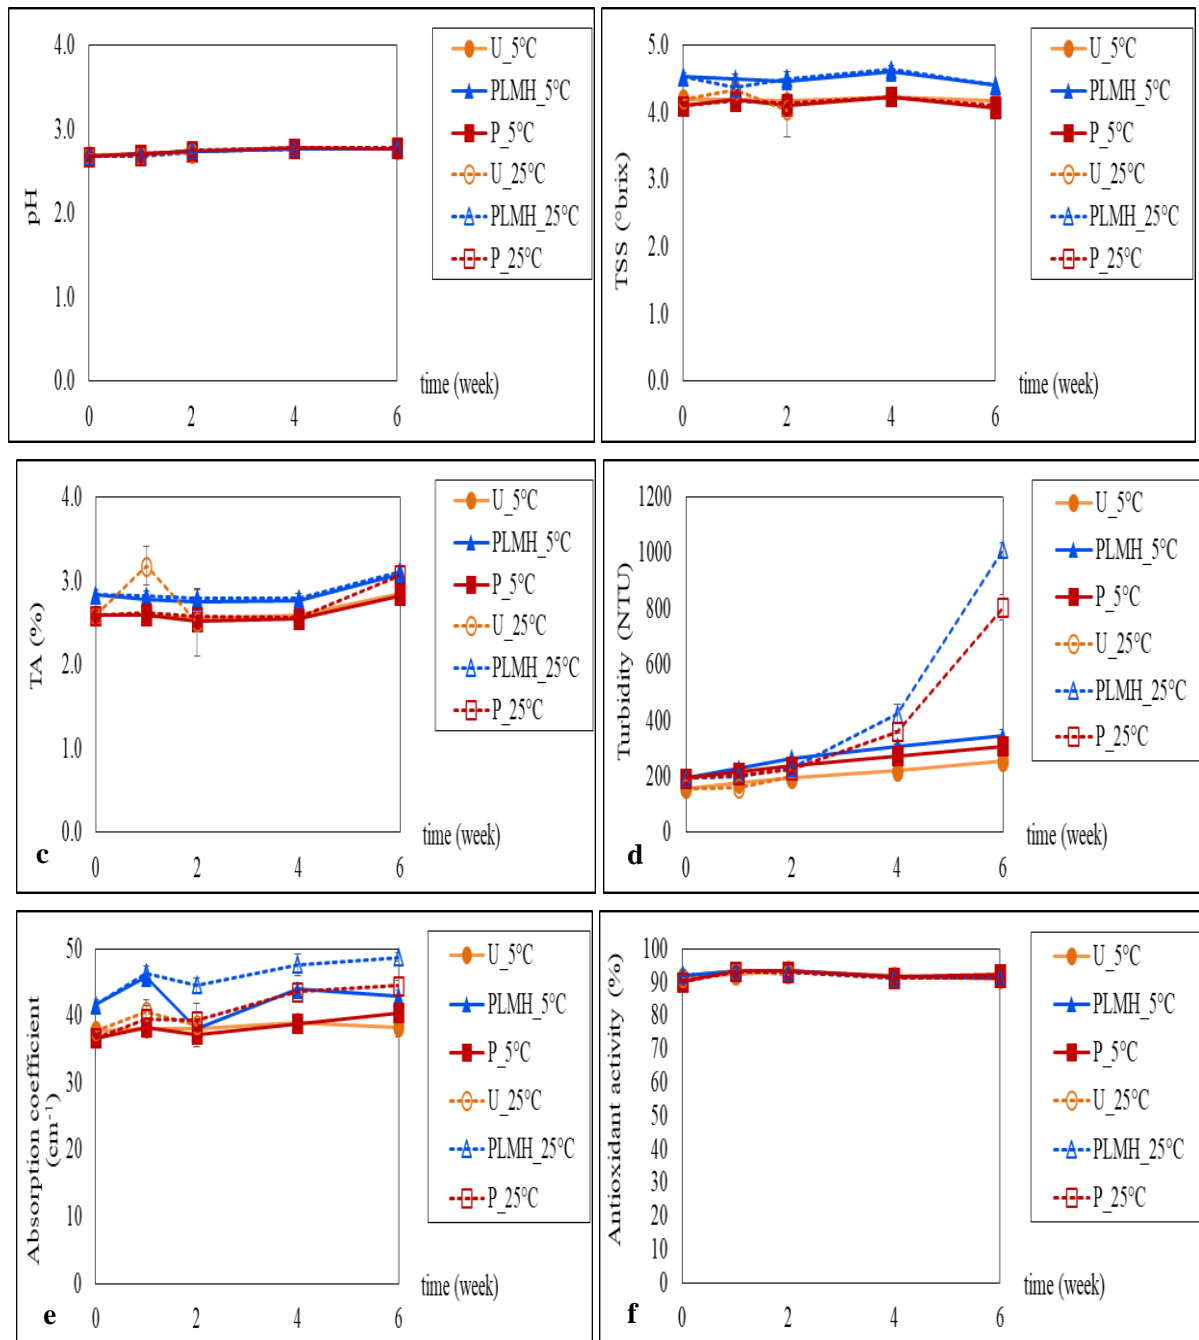 4.0
3.0
2.0
1.0
0.0
pH
0
2
4
6
time (week)
U_5°C
PLMH_5°C
P_5°C
U_25°C
PLMH_25°C
P_25°C
5.0
4.0
3.0
2.0
1.0
0.0
TSS (°brix)
0
2
4
6
time (week)
U_5°C
PLMH_5°C
P_5°C
U_25°C
PLMH_25°C
P_25°C
4.0
3.0
2.0
1.0
0.0
TA (%)
0
2
4
6
time (week)
U_5°C
PLMH_5°C
P_5°C
U_25°C
PLMH_25°C
P_25°C
c
1200
1000
800
600
400
200
0
Turbidity (NTU)
0
2
4
6
time (week)
U_5°C
PLMH_5°C
P_5°C
U_25°C
PLMH_25°C
P_25°C
d
50
40
30
20
10
0
Absorption coefficient
(cm⁻¹)
0
2
4
6
time (week)
U_5°C
PLMH_5°C
P_5°C
U_25°C
PLMH_25°C
P_25°C
e
100
90
80
70
60
50
40
30
20
10
0
Antioxidant activity (%)
0
2
4
6
time (week)
U_5°C
PLMH_5°C
P_5°C
U_25°C
PLMH_25°C
P_25°C
f